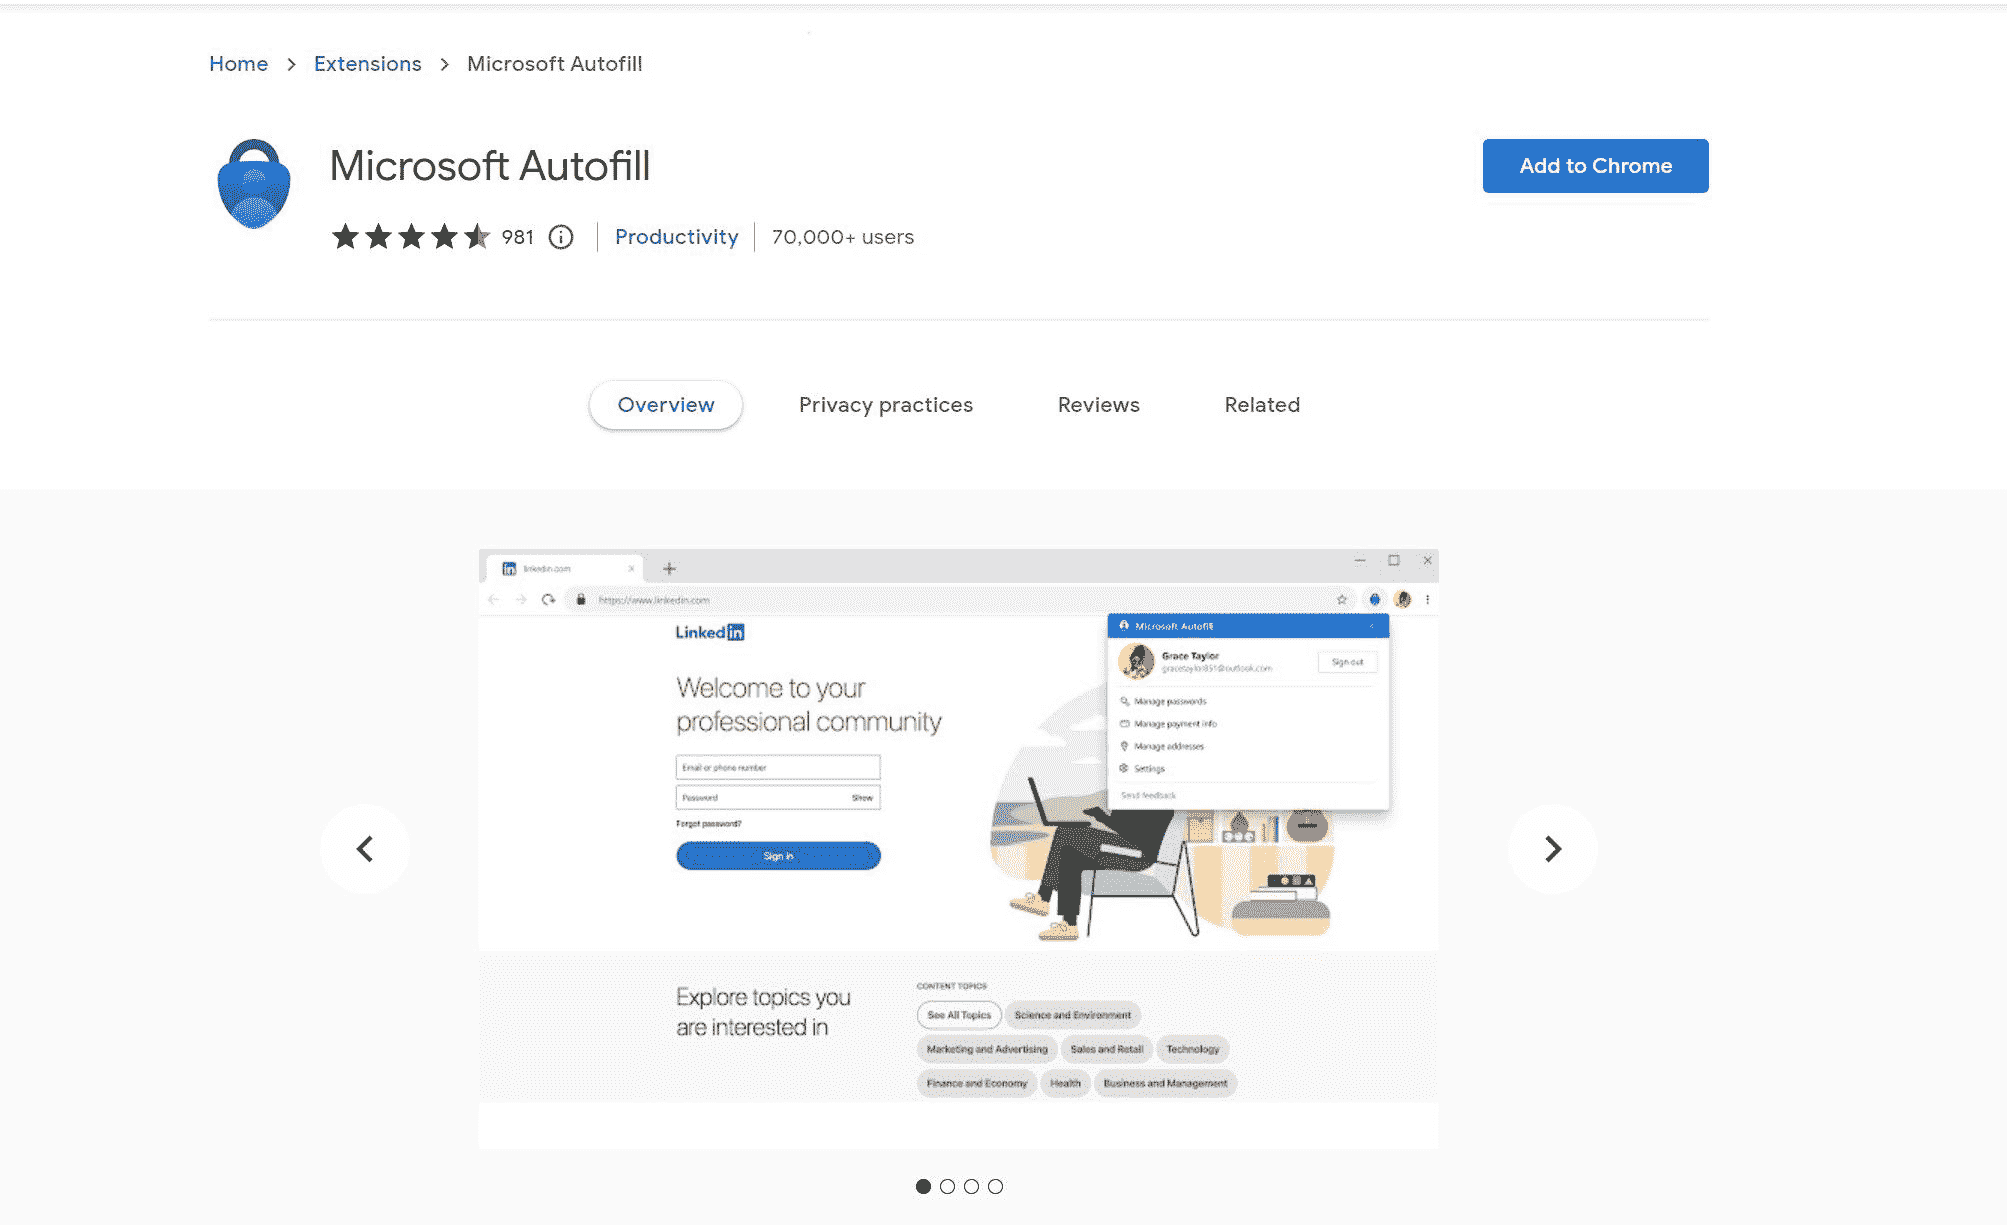 Home > Extensions > Microsoft Autofill
Microsoft Autofill
Add to Chrome
981 Productivity 70,000+ users
Overview Privacy practices Reviews Related
linkedin.com
https://www.linkedin.com
LinkedIn
Microsoft Autofill
Grace Taylor
gracetaylor851@outlook.com
Sign out
Manage passwords
Manage payment info
Manage addresses
Settings
Send feedback
Welcome to your
professional community
Email or phone number
Password Show
Forgot password?
Sign in
Explore topics you
are interested in
CONTENT TOPICS
See All Topics Science and Environment
Marketing and Advertising Sales and Retail Technology
Finance and Economy Health Business and Management